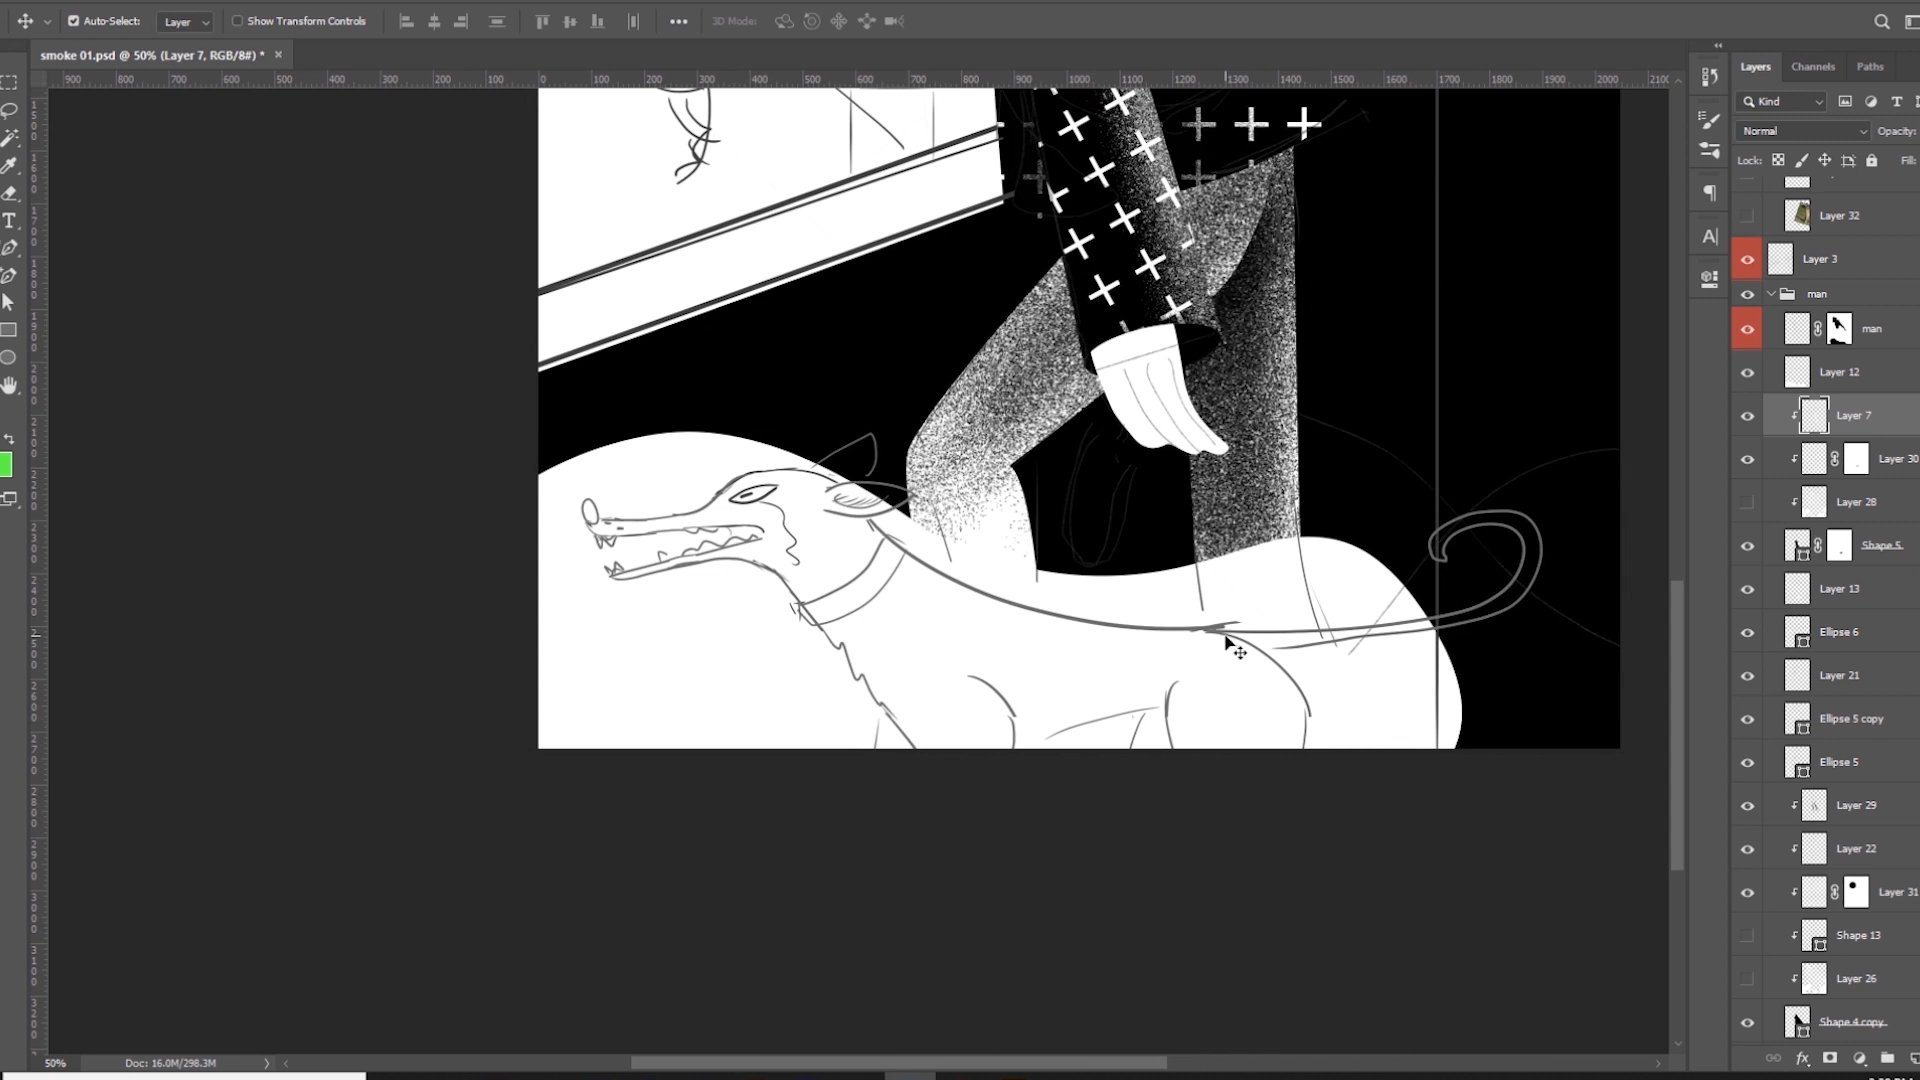 Auto-Select:
Layer
Show Transform Controls
3D Mode:
smoke 01.psd @ 50% (Layer 7, RGB/8#) *
900 800 700 600 500 400 300 200 100 0 100 200 300 400 500 600 700 800 900 1000 1100 1200 1300 1400 1500 1600 1700 1800 1900 2000 2100
Layers
Channels
Paths
Kind
Normal
Opacity:
Lock:
Fill:
Layer 32
Layer 3
man
man
Layer 12
Layer 7
Layer 30
Layer 28
Shape 5
Layer 13
Ellipse 6
Layer 21
Ellipse 5 copy
Ellipse 5
Layer 29
Layer 22
Layer 31
Shape 13
Layer 26
Shape 4 copy
50%
Doc: 16.0M/298.3M